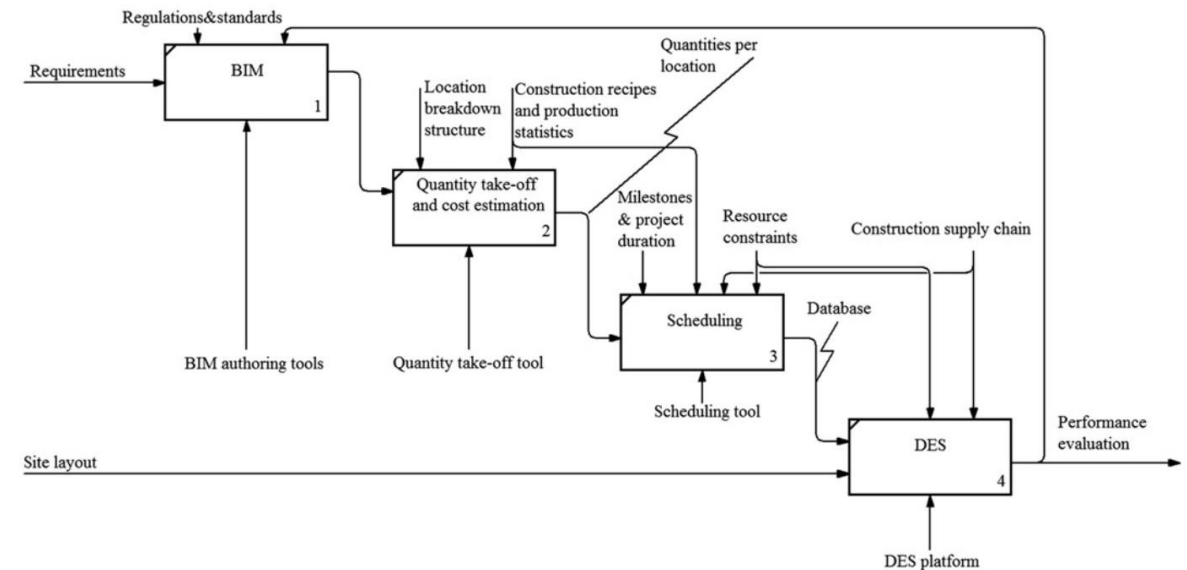 Regulations&standards
Requirements
BIM
1
Quantities per
location
Location
breakdown
structure
Construction recipes
and production
statistics
Quantity take-off
and cost estimation
2
Milestones
& project
duration
Resource
constraints
Construction supply chain
Scheduling
3
Database
BIM authoring tools
Quantity take-off tool
Scheduling tool
Site layout
DES
4
Performance
evaluation
DES platform